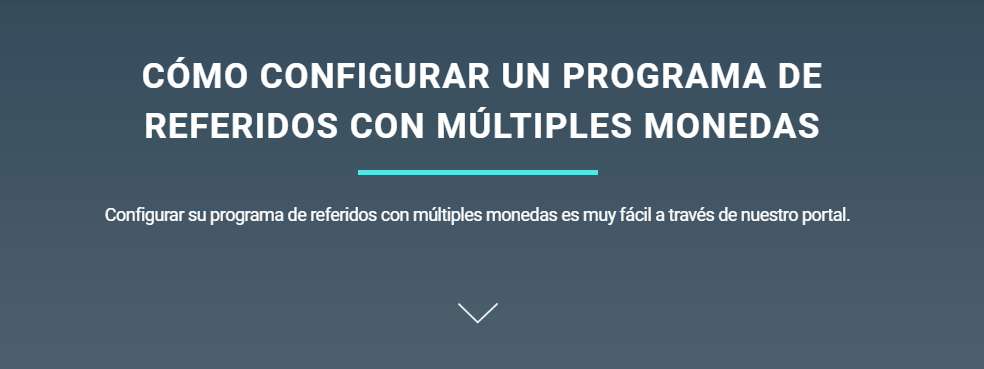 CÓMO CONFIGURAR UN PROGRAMA DE
REFERIDOS CON MÚLTIPLES MONEDAS
Configurar su programa de referidos con múltiples monedas es muy fácil a través de nuestro portal.